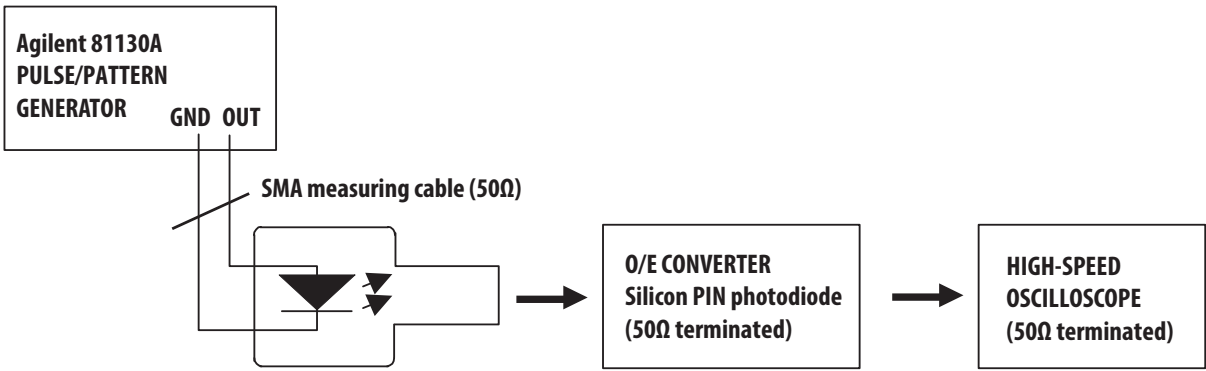 Agilent 81130A
PULSE/PATTERN
GENERATOR
GND OUT
SMA measuring cable (50Ω)
O/E CONVERTER
Silicon PIN photodiode
(50Ω terminated)
HIGH-SPEED
OSCILLOSCOPE
(50Ω terminated)